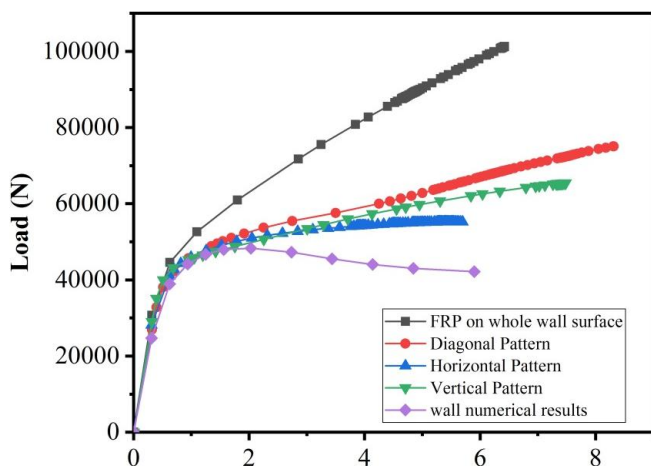 Load (N)
100000
80000
60000
40000
20000
0
0
2
4
6
8
FRP on whole wall surface
Diagonal Pattern
Horizontal Pattern
Vertical Pattern
wall numerical results